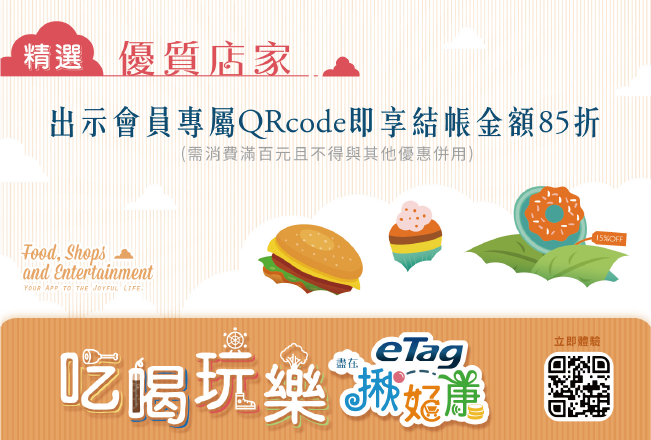 精選
優質店家
出示會員專屬QRcode即享結帳金額85折
(需消費滿百元且不得與其他優惠併用)
15%OFF
Food, Shops
and Entertainment
YOUR APP TO THE JOYFUL LIFE.
吃喝玩樂
盡在
eTag
揪好康
立即體驗